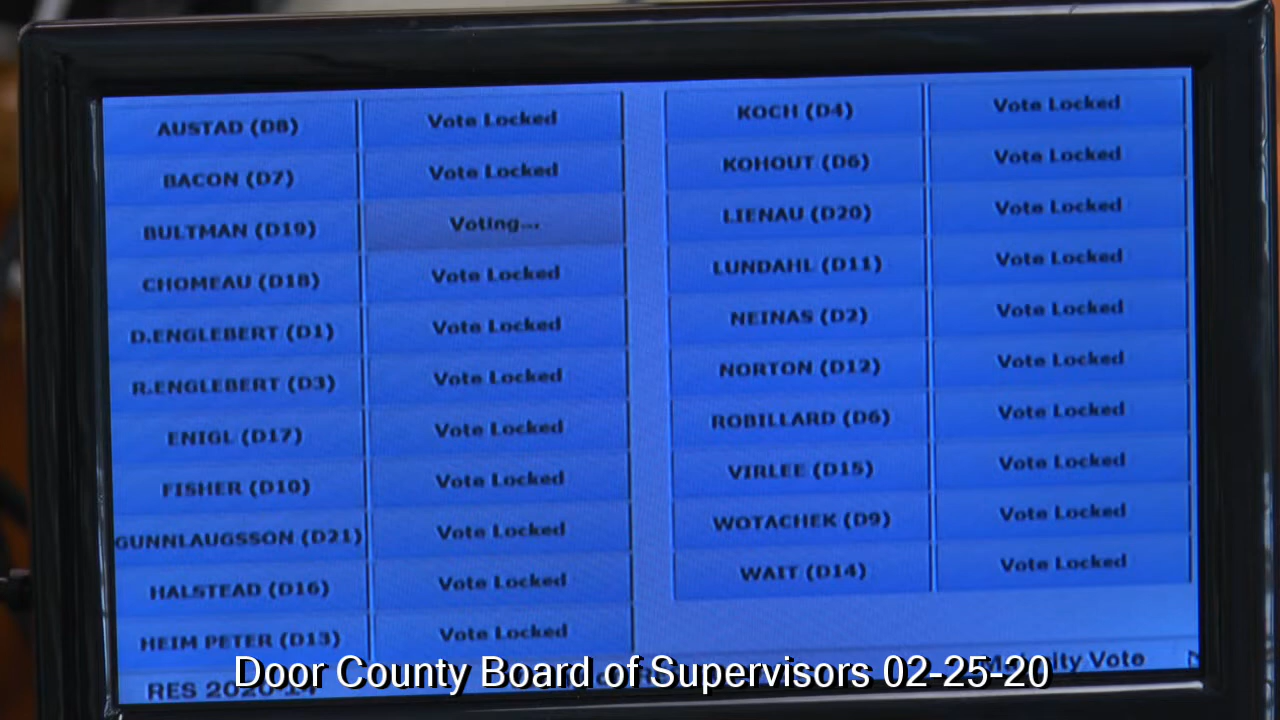 AUSTAD (D8) Vote Locked
BACON (D7) Vote Locked
BULTMAN (D19) Voting...
CHOMEAU (D18) Vote Locked
D.ENGLEBERT (D1) Vote Locked
R.ENGLEBERT (D3) Vote Locked
ENIGL (D17) Vote Locked
FISHER (D10) Vote Locked
GUNNLAUGSSON (D21) Vote Locked
HALSTEAD (D16) Vote Locked
HEIM PETER (D13) Vote Locked
KOCH (D4) Vote Locked
KOHOUT (D6) Vote Locked
LIENAU (D20) Vote Locked
LUNDAHL (D11) Vote Locked
NEINAS (D2) Vote Locked
NORTON (D12) Vote Locked
ROBILLARD (D6) Vote Locked
VIRLEE (D15) Vote Locked
WOTACHEK (D9) Vote Locked
WAIT (D14) Vote Locked
RES Vote
Door County Board of Supervisors 02-25-20